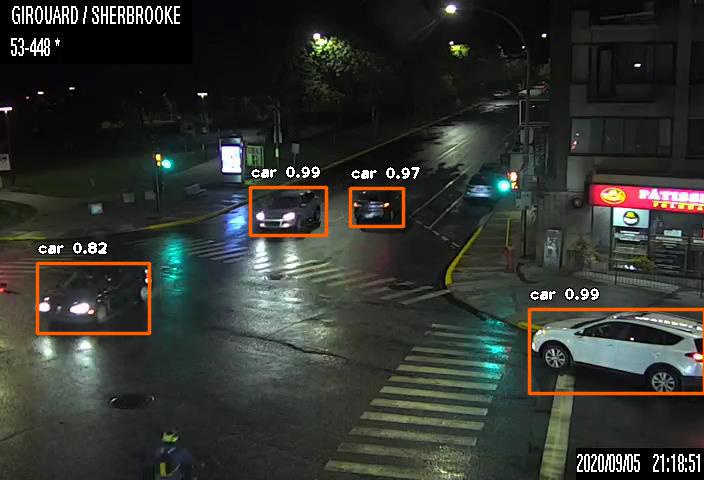 GIROUARD / SHERBROOKE
53-448 *
car 0.99
car 0.97
car 0.82
car 0.99
2020/09/05 21:18:51